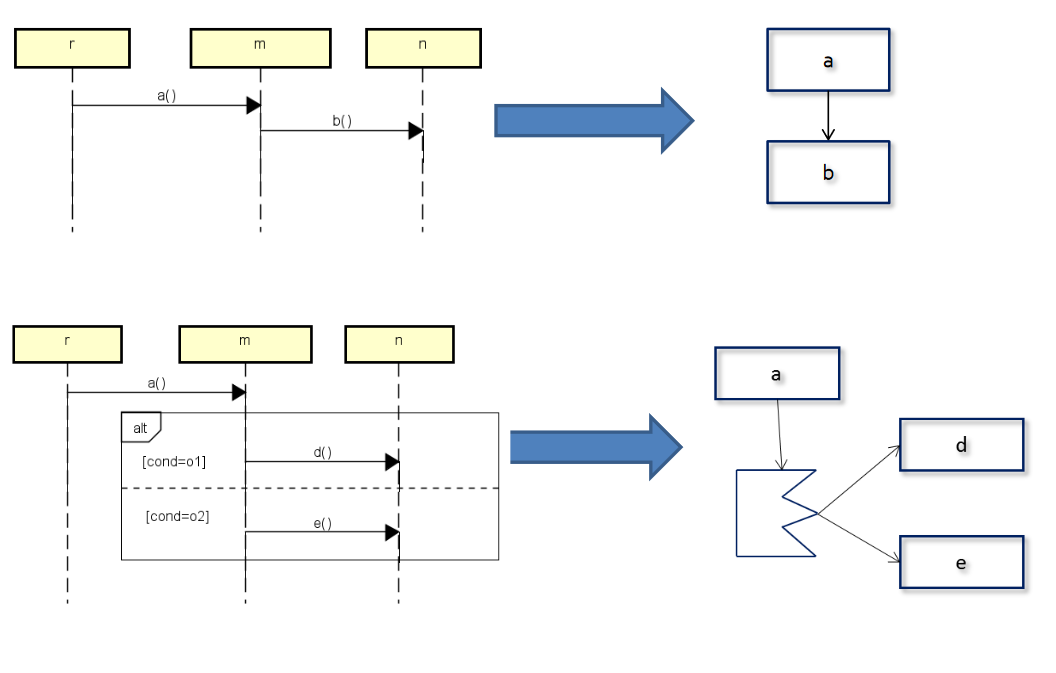 r
m
n
a
a()
b()
b
r
m
n
a
a()
alt
d
[cond=o1]
d()
[cond=o2]
e()
e